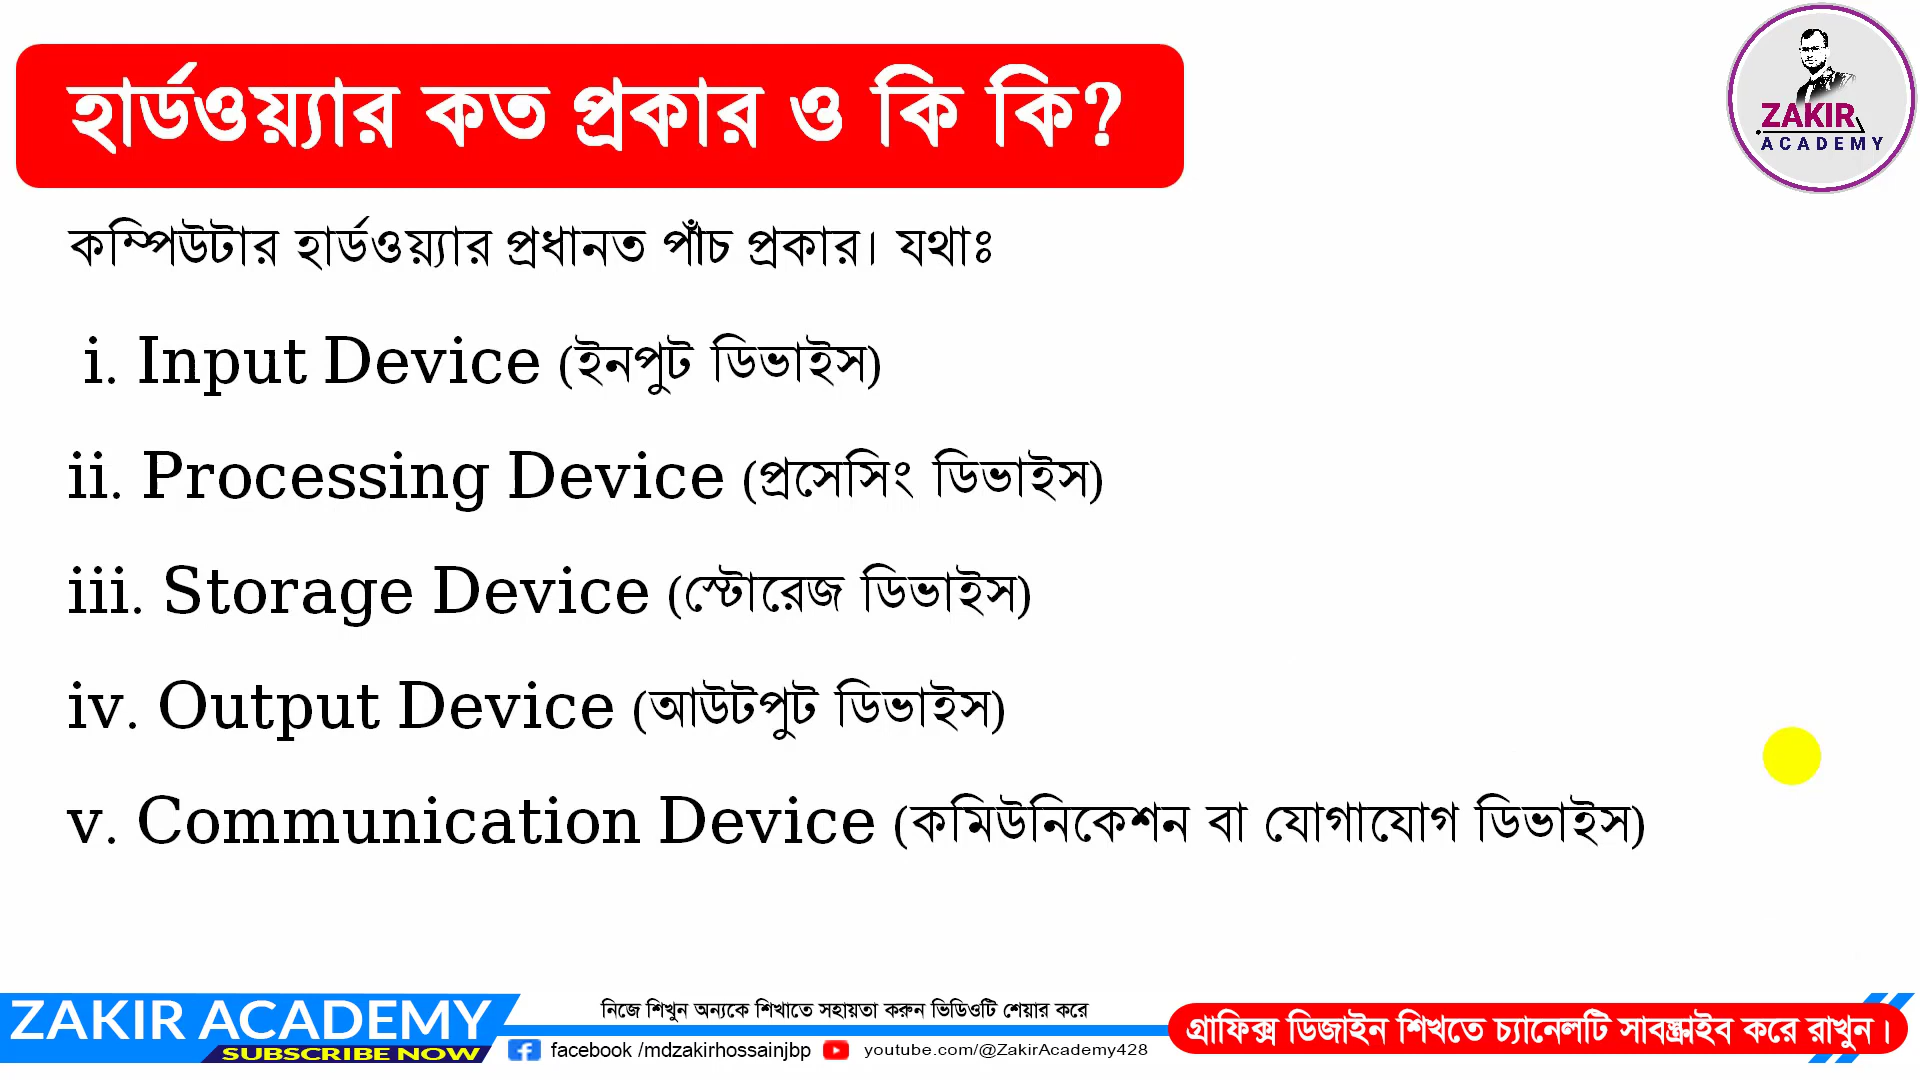 হার্ডওয়্যার কত প্রকার ও কি কি?
ZAKIR
ACADEMY
কম্পিউটার হার্ডওয়্যার প্রধানত পাঁচ প্রকার। যথাঃ
i. Input Device (ইনপুট ডিভাইস)
ii. Processing Device (প্রসেসিং ডিভাইস)
iii. Storage Device (স্টোরেজ ডিভাইস)
iv. Output Device (আউটপুট ডিভাইস)
v. Communication Device (কমিউনিকেশন বা যোগাযোগ ডিভাইস)
ZAKIR ACADEMY
SUBSCRIBE NOW
নিজে শিখুন অন্যকে শিখাতে সহায়তা করুন ভিডিওটি শেয়ার করে
facebook /mdzakirhossainjbp
youtube.com/@ZakirAcademy428
গ্রাফিক্স ডিজাইন শিখতে চ্যানেলটি সাবস্ক্রাইব করে রাখুন।